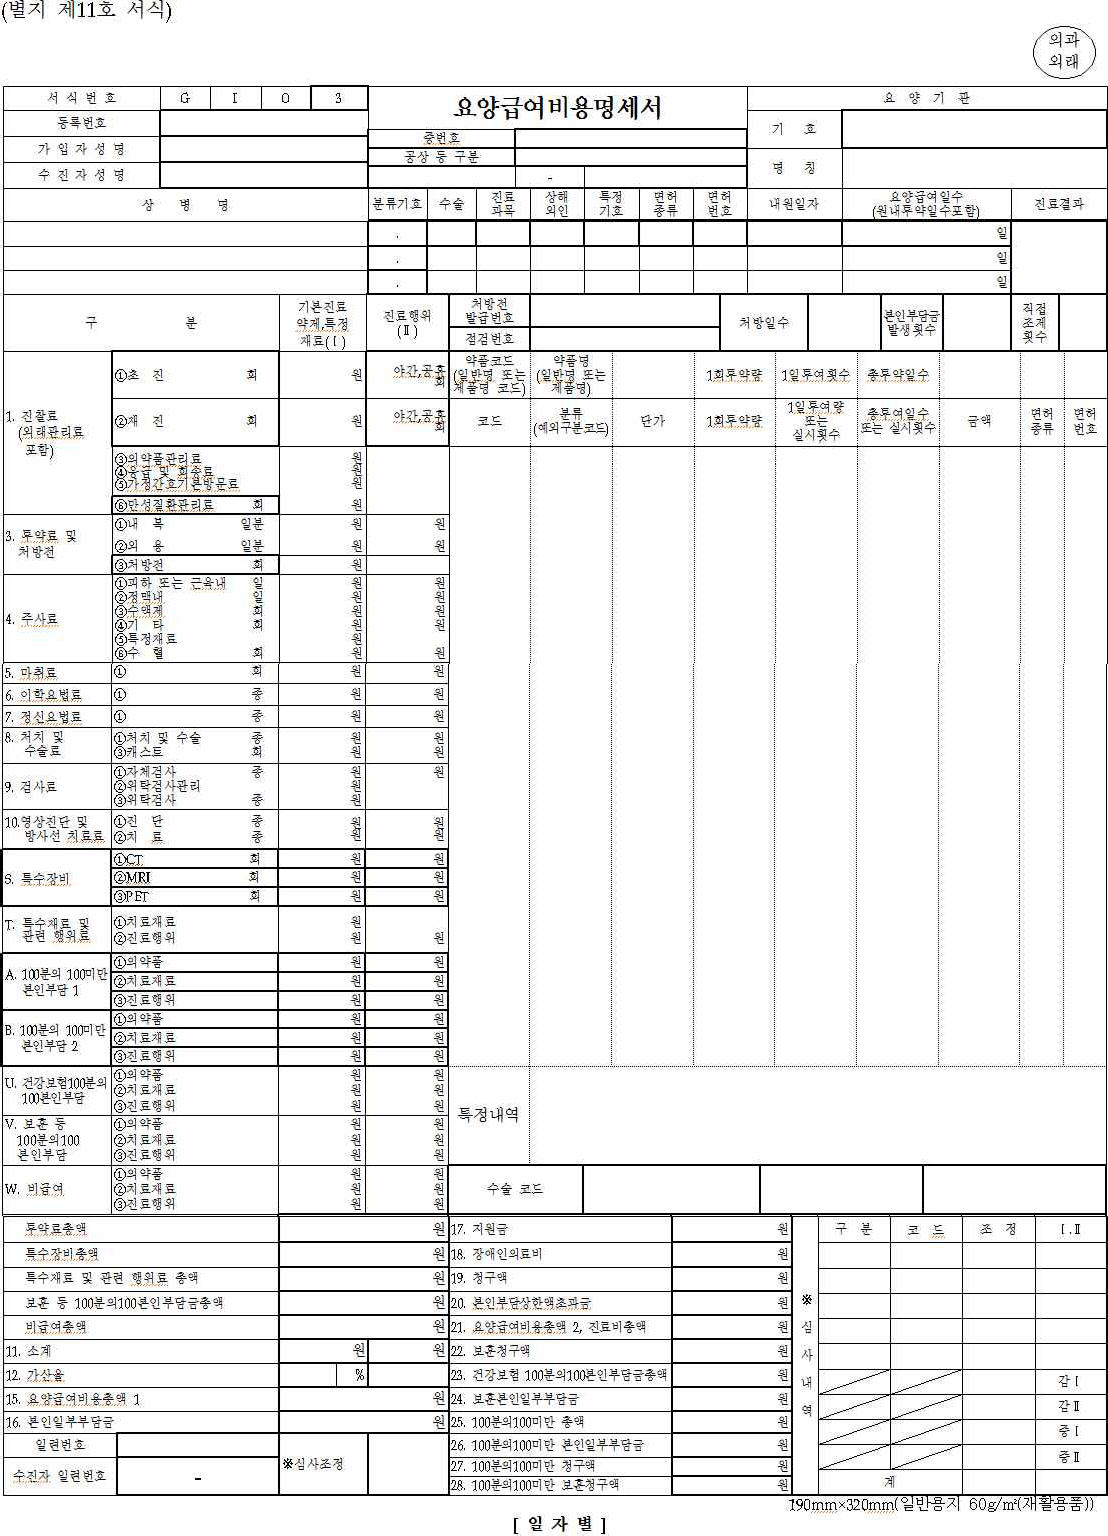 (별지 제11호 서식)
의과
외래
서 식 번 호 G I 0 3
요양급여비용명세서
요 양 기 관
등록번호
증번호
기 호
가 입 자 성 명
공상 등 구분
수 진 자 성 명
-
명 칭
상 병 명 분류기호 수술 진료과목 상해외인 특정기호 면허종류 면허번호 내원일자 요양급여일수(원내투약일수포함) 진료결과
. 일
. 일
. 일
구 분
기본진료
약제,특정
재료(Ⅰ)
진료행위
(Ⅱ)
처방전
발급번호
점검번호
처방일수
본인부담금
발생횟수
직접
조제
횟수
1. 진찰료
(외래관리료
포함)
①초 진 회 원 야간,공휴 회
약품코드
(일반명 또는
제품명 코드)
약품명
(일반명 또는
제품명)
1회투약량 1일투여횟수 총투약일수
②재 진 회 원 야간,공휴 회
코드
분류
(예외구분코드)
단가 1회투약량
1일투여량
또는
실시횟수
총투여일수
또는 실시횟수
금액
면허
종류
면허
번호
③의약품관리료 원
④응급 및 회송료 원
⑤가정간호기본방문료 원
⑥만성질환관리료 회 원
3. 투약료 및
처방전
①내 복 일분 원 원
②외 용 일분 원 원
③처방전 회 원
4. 주사료
①피하 또는 근육내 일 원 원
②정맥내 일 원 원
③수액제 회 원 원
④기 타 회 원 원
⑤특정재료 원
⑥수 혈 회 원 원
5. 마취료 ① 회 원 원
6. 이학요법료 ① 종 원 원
7. 정신요법료 ① 종 원 원
8. 처치 및
수술료
①처치 및 수술 종 원 원
③캐스트 회 원 원
9. 검사료
①자체검사 종 원 원
②위탁검사관리 원
③위탁검사 종 원
10.영상진단 및
방사선 치료료
①진 단 종 원 원
②치 료 종 원 원
S. 특수장비
①CT 회 원 원
②MRI 회 원 원
③PET 회 원 원
T. 특수재료 및
관련 행위료
①치료재료 원
②진료행위 원 원
A. 100분의 100미만
본인부담 1
①의약품 원 원
②치료재료 원 원
③진료행위 원 원
B. 100분의 100미만
본인부담 2
①의약품 원 원
②치료재료 원 원
③진료행위 원 원
U. 건강보험100분의
100본인부담
①의약품 원 원
②치료재료 원 원
③진료행위 원 원
특정내역
V. 보훈 등
100분의100
본인부담
①의약품 원 원
②치료재료 원 원
③진료행위 원 원
W. 비급여
①의약품 원 원
②치료재료 원 원
③진료행위 원 원
수술 코드
투약료총액 원 17. 지원금 원
특수장비총액 원 18. 장애인의료비 원
특수재료 및 관련 행위료 총액 원 19. 청구액 원
보훈 등 100분의100본인부담금총액 원 20. 본인부담상한액초과금 원
비급여총액 원 21. 요양급여비용총액 2, 진료비총액 원
11. 소계 원 원 22. 보훈청구액 원
12. 가산율 % 23. 건강보험 100분의100본인부담금총액 원
15. 요양급여비용총액 1 원 24. 보훈본인일부부담금 원
16. 본인일부부담금 원 25. 100분의100미만 총액 원
일련번호
26. 100분의100미만 본인일부부담금 원
수진자 일련번호 -
※심사조정
27. 100분의100미만 청구액 원
28. 100분의100미만 보훈청구액 원
※
심
사
내
역
구 분 코 드 조 정 Ⅰ.Ⅱ
감Ⅰ
감Ⅱ
증Ⅰ
증Ⅱ
계
190mm×320mm(일반용지 60g/㎡(재활용품))
[ 일 자 별 ]